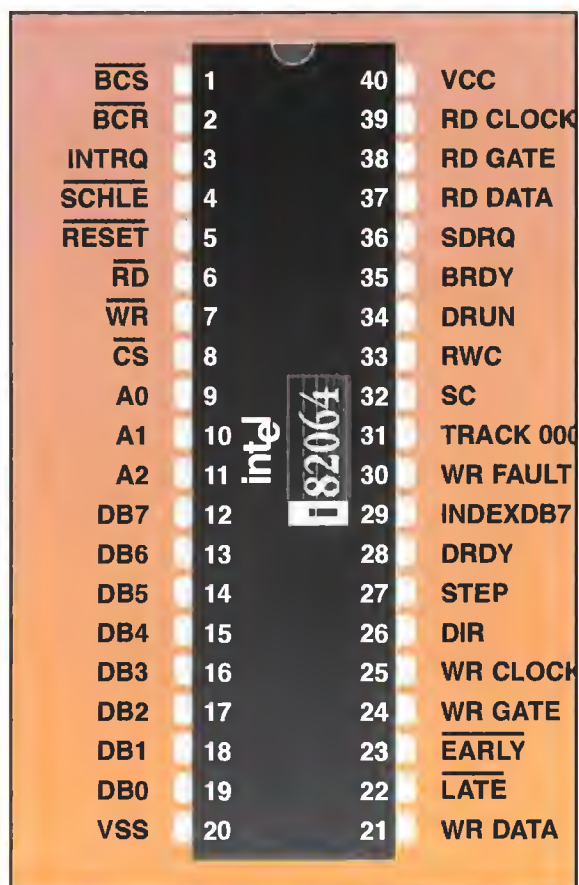 BCS 1 40 VCC
BCR 2 39 RD CLOCK
INTRQ 3 38 RD GATE
SCHLE 4 37 RD DATA
RESET 5 36 SDRQ
RD 6 35 BRDY
WR 7 34 DRUN
CS 8 33 RWC
A0 9 32 SC
A1 10 31 TRACK 000
A2 11 30 WR FAULT
DB7 12 29 INDEXDB7
DB6 13 28 DRDY
DB5 14 27 STEP
DB4 15 26 DIR
DB3 16 25 WR CLOCK
DB2 17 24 WR GATE
DB1 18 23 EARLY
DB0 19 22 LATE
VSS 20 21 WR DATA
intel
i82064